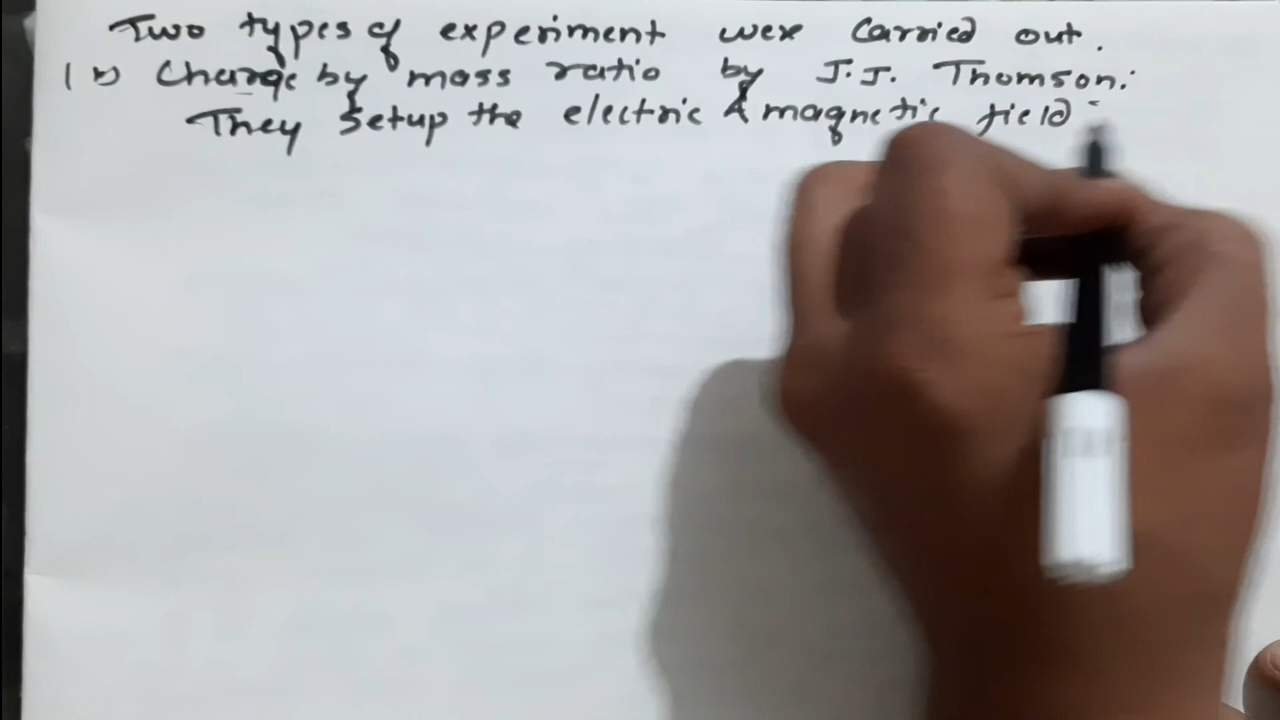 Two types of experiment were carried out.
1) Charge by mass ratio by J.J. Thomson:
They setup the electric & magnetic field